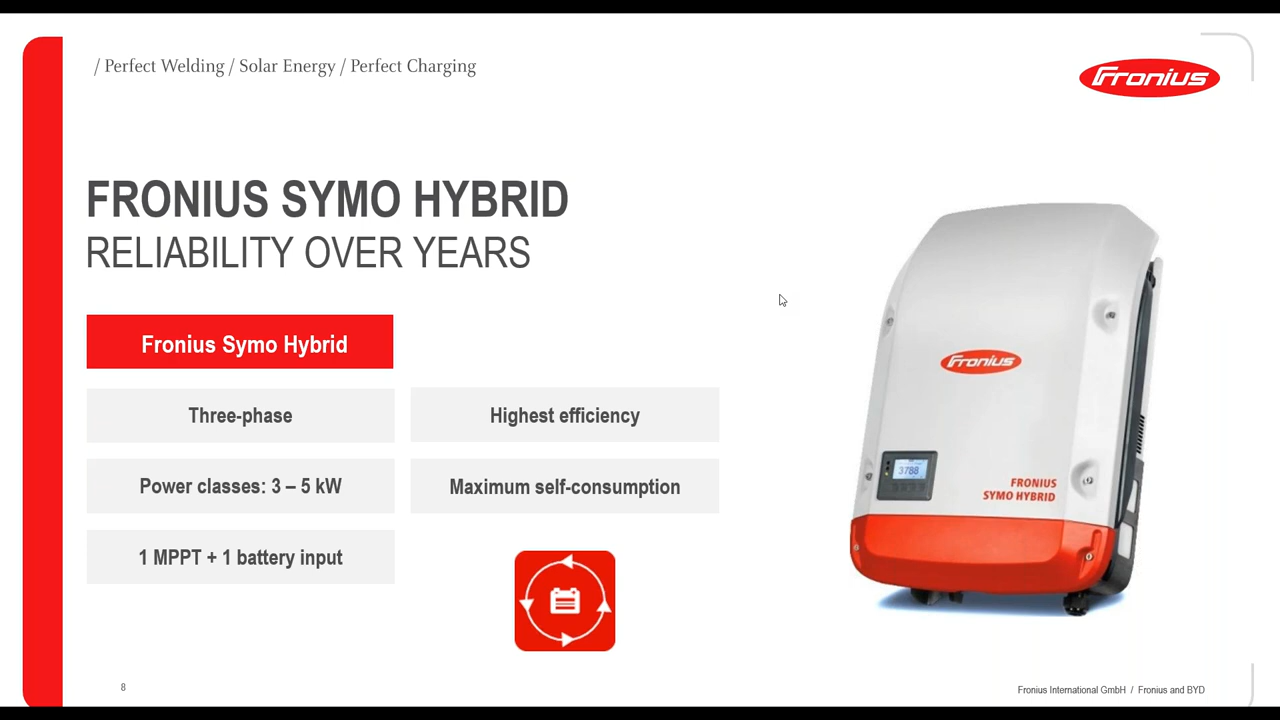 / Perfect Welding / Solar Energy / Perfect Charging
Fronius
FRONIUS SYMO HYBRID
RELIABILITY OVER YEARS
Fronius Symo Hybrid
Three-phase
Highest efficiency
Power classes: 3 – 5 kW
Maximum self-consumption
1 MPPT + 1 battery input
Fronius
3788
FRONIUS
SYMO HYBRID
8
Fronius International GmbH / Fronius and BYD